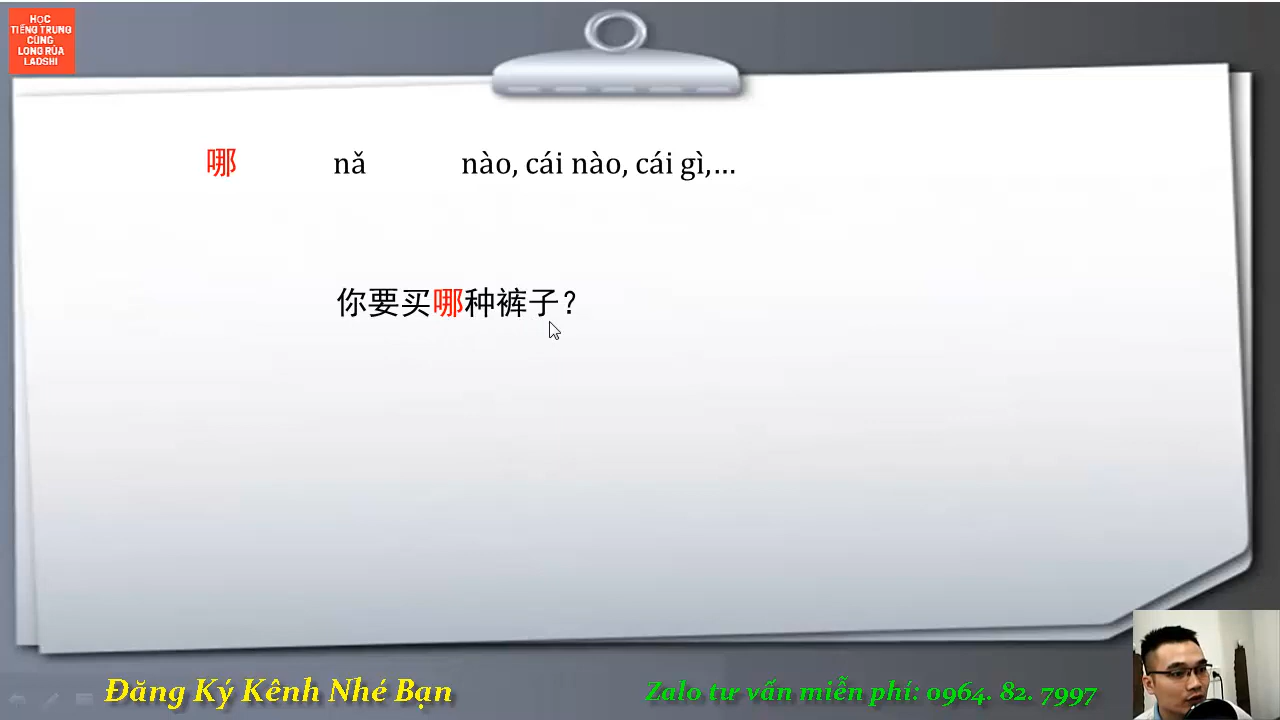 HỌC
TIẾNG TRUNG
CÙNG
LONG RÙA
LAOSHI
哪 nǎ nào, cái nào, cái gì,...
你要买哪种裤子?
Đăng Ký Kênh Nhé Bạn
Zalo tư vấn miễn phí: 0964. 82. 7997